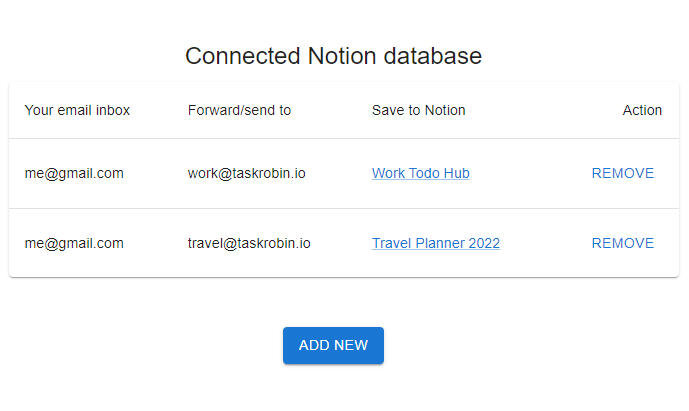 Connected Notion database
Your email inbox Forward/send to Save to Notion Action
me@gmail.com work@taskrobin.io Work Todo Hub REMOVE
me@gmail.com travel@taskrobin.io Travel Planner 2022 REMOVE
ADD NEW